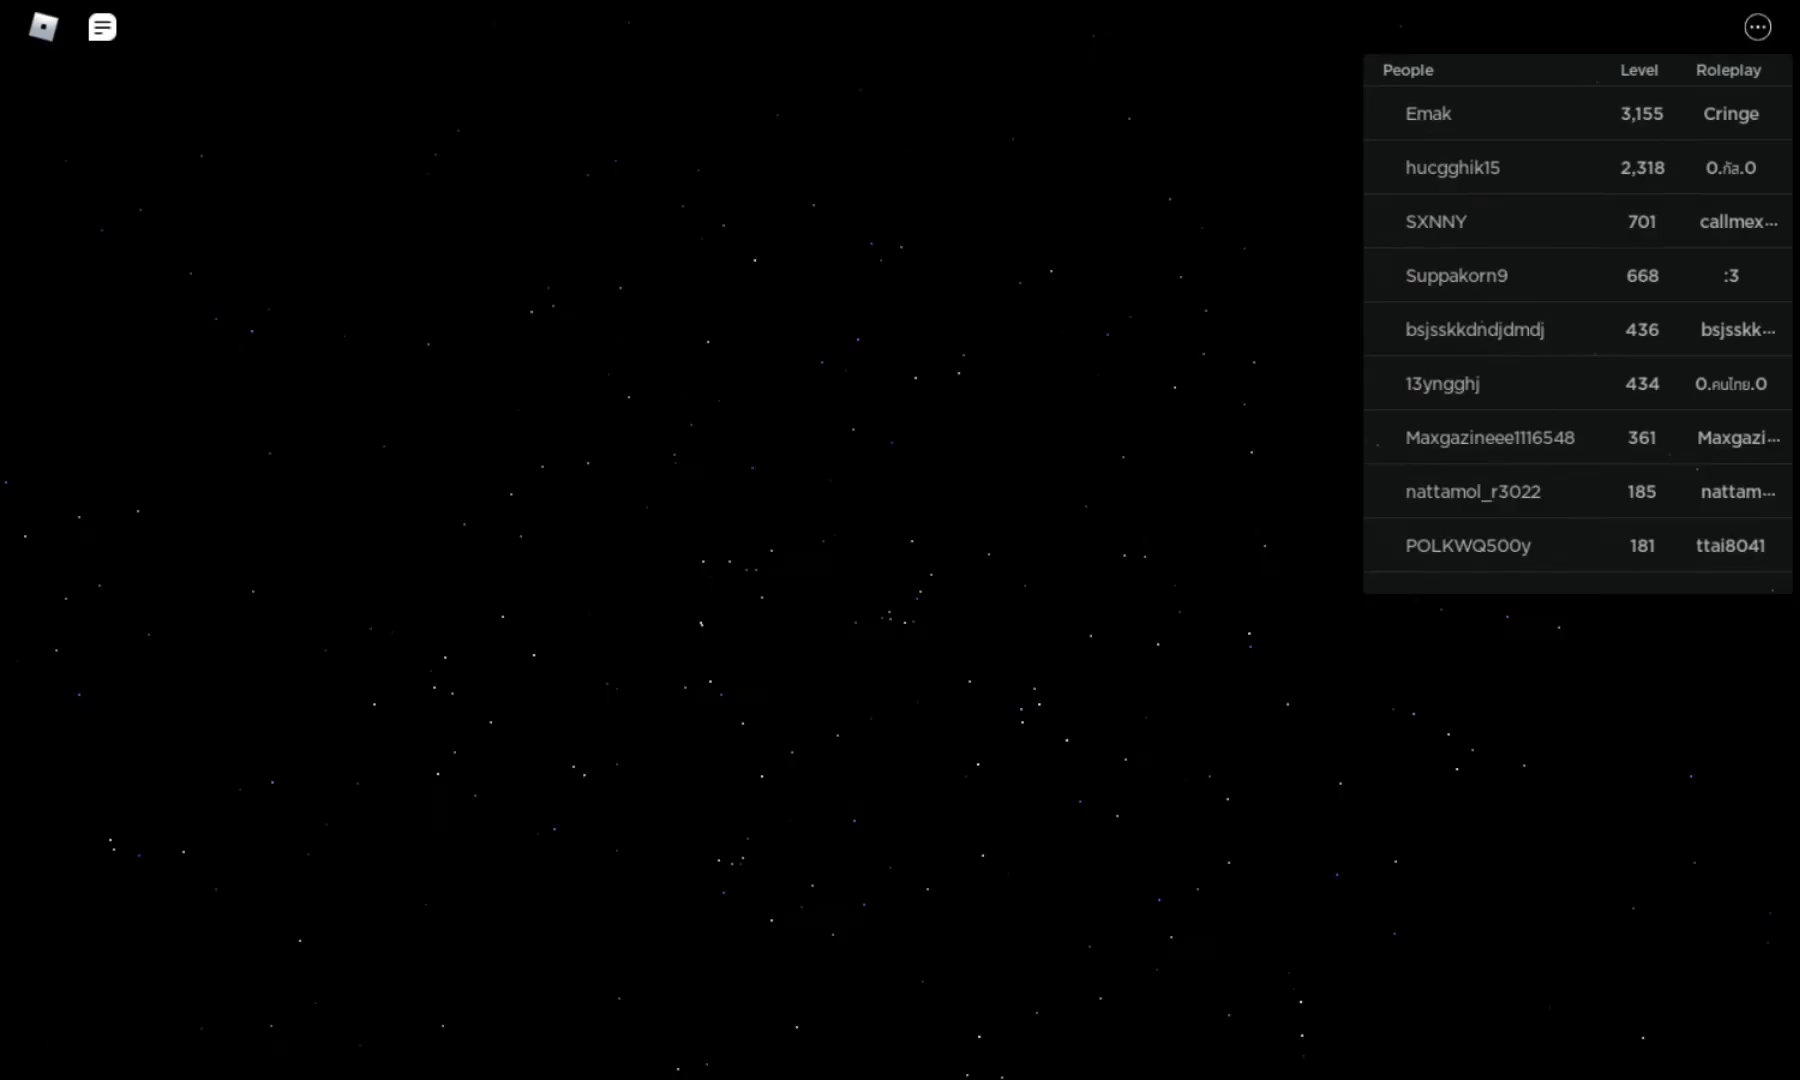 People Level Roleplay
Emak 3,155 Cringe
hucgghik15 2,318 0.กัส.0
SXNNY 701 callmex...
Suppakorn9 668 :3
bsjsskkdndjdmdj 436 bsjsskk...
13yngghj 434 0.คนไทย.0
Maxgazineee1116548 361 Maxgazi...
nattamol_r3022 185 nattam...
POLKWQ500y 181 ttai8041